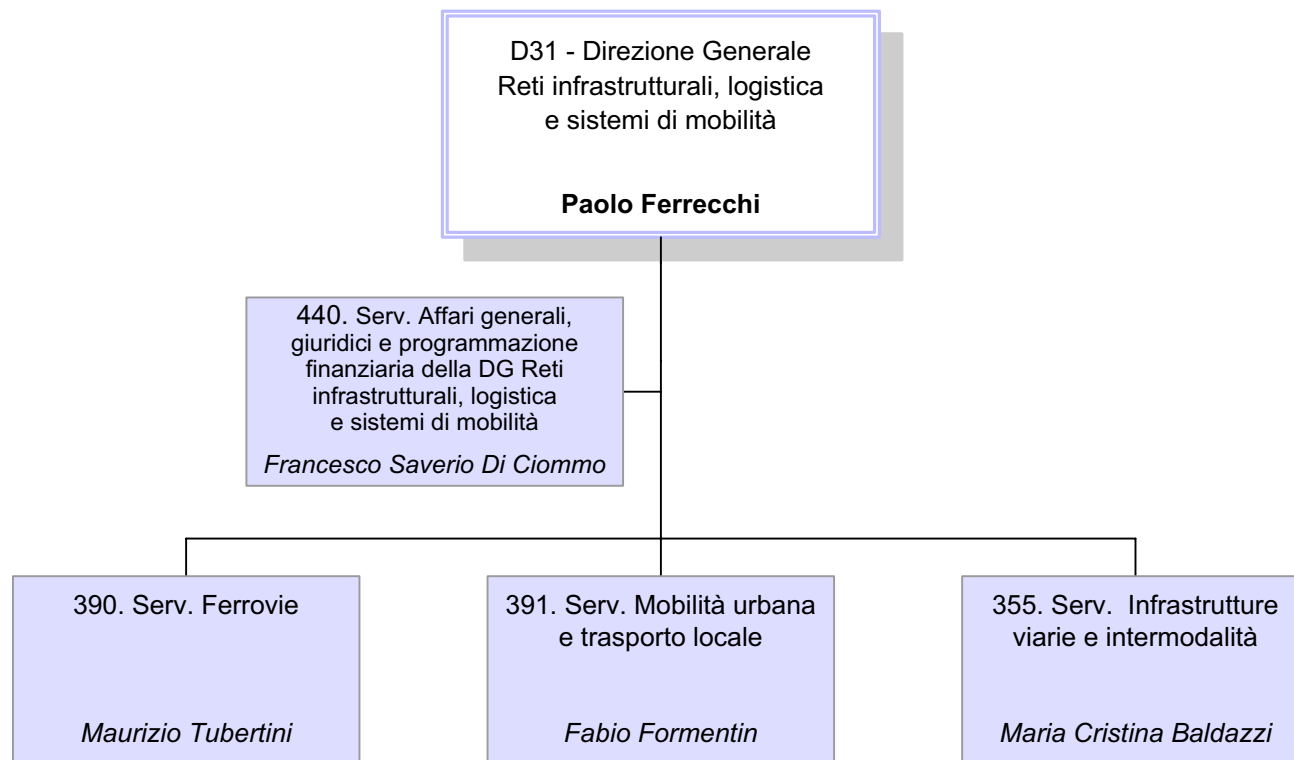 D31 - Direzione Generale
Reti infrastrutturali, logistica
e sistemi di mobilità
Paolo Ferrecchi
440. Serv. Affari generali,
giuridici e programmazione
finanziaria della DG Reti
infrastrutturali, logistica
e sistemi di mobilità
Francesco Saverio Di Ciommo
390. Serv. Ferrovie
Maurizio Tubertini
391. Serv. Mobilità urbana
e trasporto locale
Fabio Formentin
355. Serv. Infrastrutture
viarie e intermodalità
Maria Cristina Baldazzi